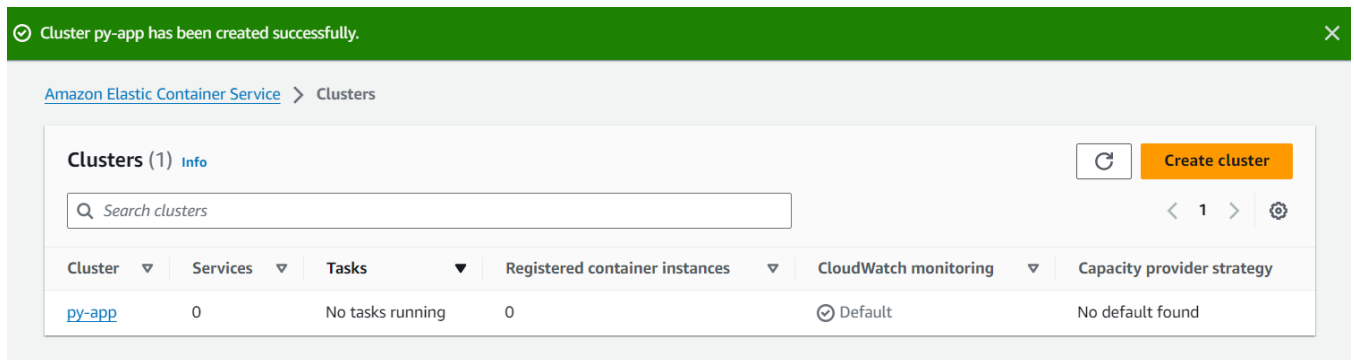 Cluster py-app has been created successfully.
Amazon Elastic Container Service > Clusters
Clusters (1) Info
Create cluster
Search clusters
1
Cluster Services Tasks Registered container instances CloudWatch monitoring Capacity provider strategy
py-app 0 No tasks running 0 Default No default found